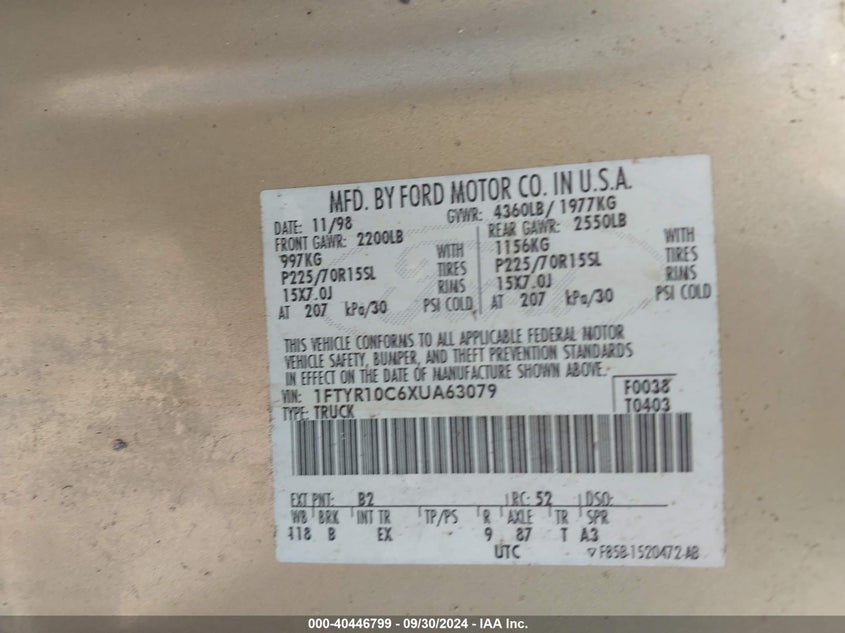 MFD. BY FORD MOTOR CO. IN U.S.A.
DATE: 11/98 GVWR: 4360LB/ 1977KG
FRONT GAWR: 2200LB REAR GAWR: 2550LB
997KG WITH 1156KG WITH
P225/70R15SL TIRES P225/70R15SL TIRES
15X7.0J RIMS 15X7.0J RIMS
AT 207 kPa/30 PSI COLD AT 207 kPa/30 PSI COLD
THIS VEHICLE CONFORMS TO ALL APPLICABLE FEDERAL MOTOR
VEHICLE SAFETY, BUMPER, AND THEFT PREVENTION STANDARDS
IN EFFECT ON THE DATE OF MANUFACTURE SHOWN ABOVE.
VIN: 1FTYR10C6XUA63079 F0038
TYPE: TRUCK T0403
EXT PNT: B2 RC: 52 DSO:
WB BRK INT TR TP/PS R AXLE TR SPR
118 B EX 9 87 T A3
UTC F85B-1520472-AB
000-40446799 - 09/30/2024 - IAA Inc.